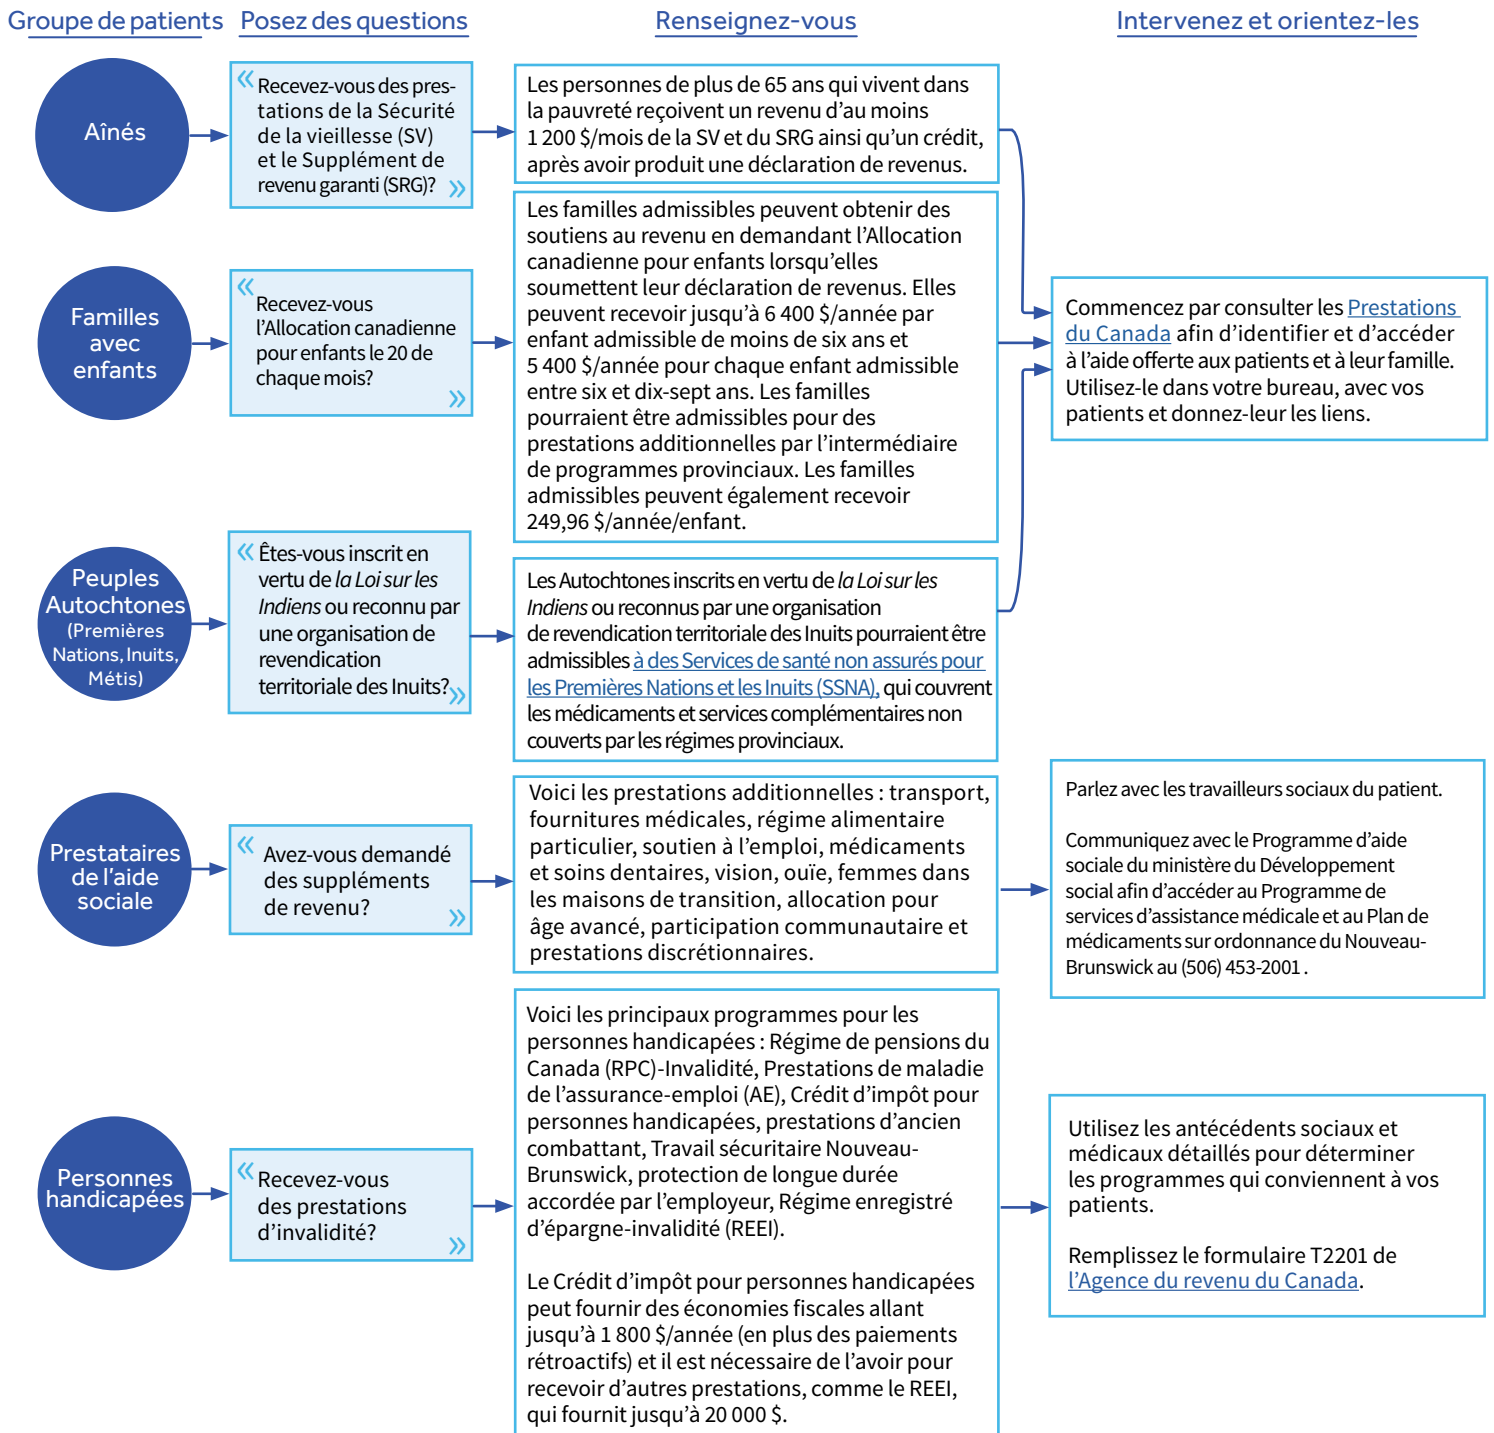 Groupe de patients
Posez des questions
Renseignez-vous
Intervenez et orientez-les
Aînés
« Recevez-vous des pres-
tations de la Sécurité
de la vieillesse (SV)
et le Supplément de
revenu garanti (SRG)? »
Les personnes de plus de 65 ans qui vivent dans
la pauvreté reçoivent un revenu d'au moins
1 200 $/mois de la SV et du SRG ainsi qu'un crédit,
après avoir produit une déclaration de revenus.
Familles
avec
enfants
« Recevez-vous
l'Allocation canadienne
pour enfants le 20 de
chaque mois? »
Les familles admissibles peuvent obtenir des
soutiens au revenu en demandant l'Allocation
canadienne pour enfants lorsqu'elles
soumettent leur déclaration de revenus. Elles
peuvent recevoir jusqu'à 6 400 $/année par
enfant admissible de moins de six ans et
5 400 $/année pour chaque enfant admissible
entre six et dix-sept ans. Les familles
pourraient être admissibles pour des
prestations additionnelles par l'intermédiaire
de programmes provinciaux. Les familles
admissibles peuvent également recevoir
249,96 $/année/enfant.
Commencez par consulter les Prestations
du Canada afin d'identifier et d'accéder
à l'aide offerte aux patients et à leur famille.
Utilisez-le dans votre bureau, avec vos
patients et donnez-leur les liens.
Peuples
Autochtones
(Premières
Nations, Inuits,
Métis)
« Êtes-vous inscrit en
vertu de la Loi sur les
Indiens ou reconnu par
une organisation de
revendication
territoriale des Inuits? »
Les Autochtones inscrits en vertu de la Loi sur les
Indiens ou reconnus par une organisation
de revendication territoriale des Inuits pourraient être
admissibles à des Services de santé non assurés pour
les Premières Nations et les Inuits (SSNA), qui couvrent
les médicaments et services complémentaires non
couverts par les régimes provinciaux.
Prestataires
de l'aide
sociale
« Avez-vous demandé
des suppléments
de revenu? »
Voici les prestations additionnelles : transport,
fournitures médicales, régime alimentaire
particulier, soutien à l'emploi, médicaments
et soins dentaires, vision, ouïe, femmes dans
les maisons de transition, allocation pour
âge avancé, participation communautaire et
prestations discrétionnaires.
Parlez avec les travailleurs sociaux du patient.
Communiquez avec le Programme d'aide
sociale du ministère du Développement
social afin d'accéder au Programme de
services d'assistance médicale et au Plan de
médicaments sur ordonnance du Nouveau-
Brunswick au (506) 453-2001 .
Personnes
handicapées
« Recevez-vous
des prestations
d'invalidité? »
Voici les principaux programmes pour les
personnes handicapées : Régime de pensions du
Canada (RPC)-Invalidité, Prestations de maladie
de l'assurance-emploi (AE), Crédit d'impôt pour
personnes handicapées, prestations d'ancien
combattant, Travail sécuritaire Nouveau-
Brunswick, protection de longue durée
accordée par l'employeur, Régime enregistré
d'épargne-invalidité (REEI).
Le Crédit d'impôt pour personnes handicapées
peut fournir des économies fiscales allant
jusqu'à 1 800 $/année (en plus des paiements
rétroactifs) et il est nécessaire de l'avoir pour
recevoir d'autres prestations, comme le REEI,
qui fournit jusqu'à 20 000 $.
Utilisez les antécédents sociaux et
médicaux détaillés pour déterminer
les programmes qui conviennent à vos
patients.
Remplissez le formulaire T2201 de
l'Agence du revenu du Canada.